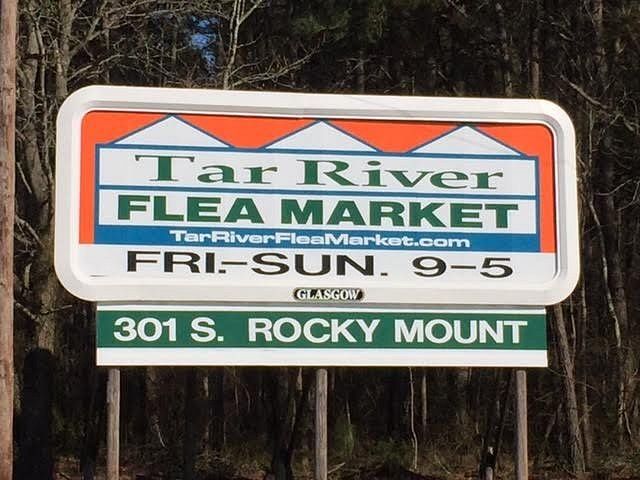 Tar River
FLEA MARKET
TarRiverFleaMarket.com
FRI.-SUN. 9-5
GLASGOW
301 S. ROCKY MOUNT